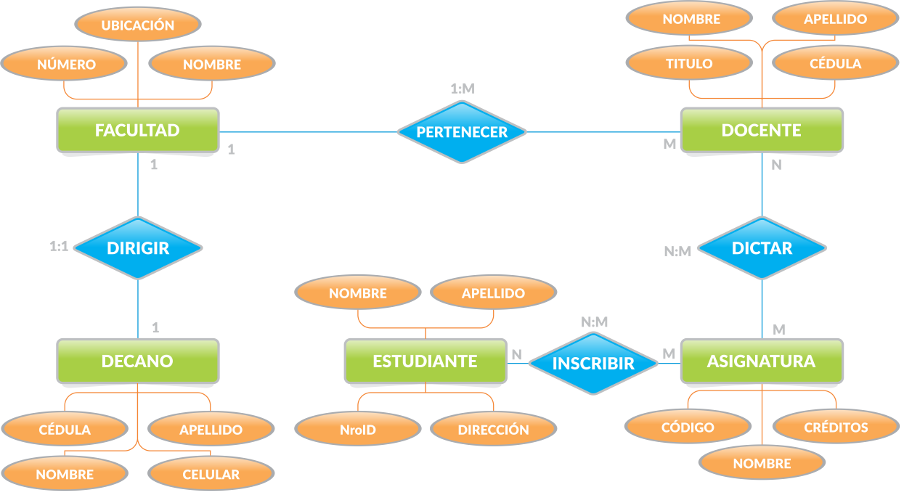 UBICACIÓN
NÚMERO
NOMBRE
FACULTAD
1
1
1:M
PERTENECER
NOMBRE
APELLIDO
TITULO
CÉDULA
M
DOCENTE
N
1:1
DIRIGIR
N:M
DICTAR
1
DECANO
CÉDULA
APELLIDO
NOMBRE
CELULAR
NOMBRE
APELLIDO
ESTUDIANTE
N
NroID
DIRECCIÓN
N:M
INSCRIBIR
M
M
ASIGNATURA
CÓDIGO
CRÉDITOS
NOMBRE